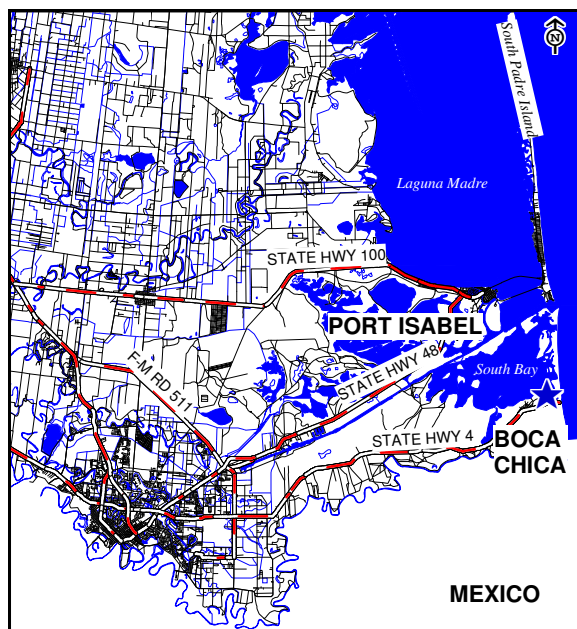 N
South Padre Island
Laguna Madre
STATE HWY 100
PORT ISABEL
F-M RD 511
STATE HWY 48
South Bay
STATE HWY 4
BOCA
CHICA
MEXICO